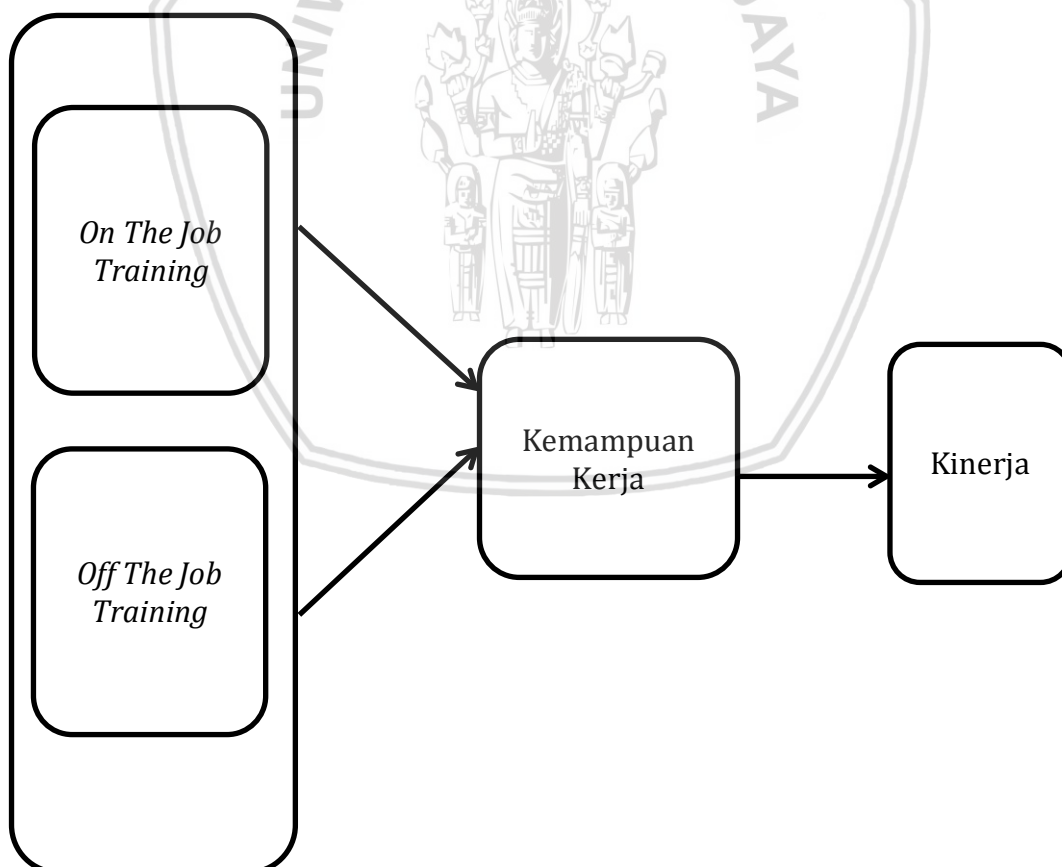 On The Job
Training
Off The Job
Training
Kemampuan
Kerja
Kinerja